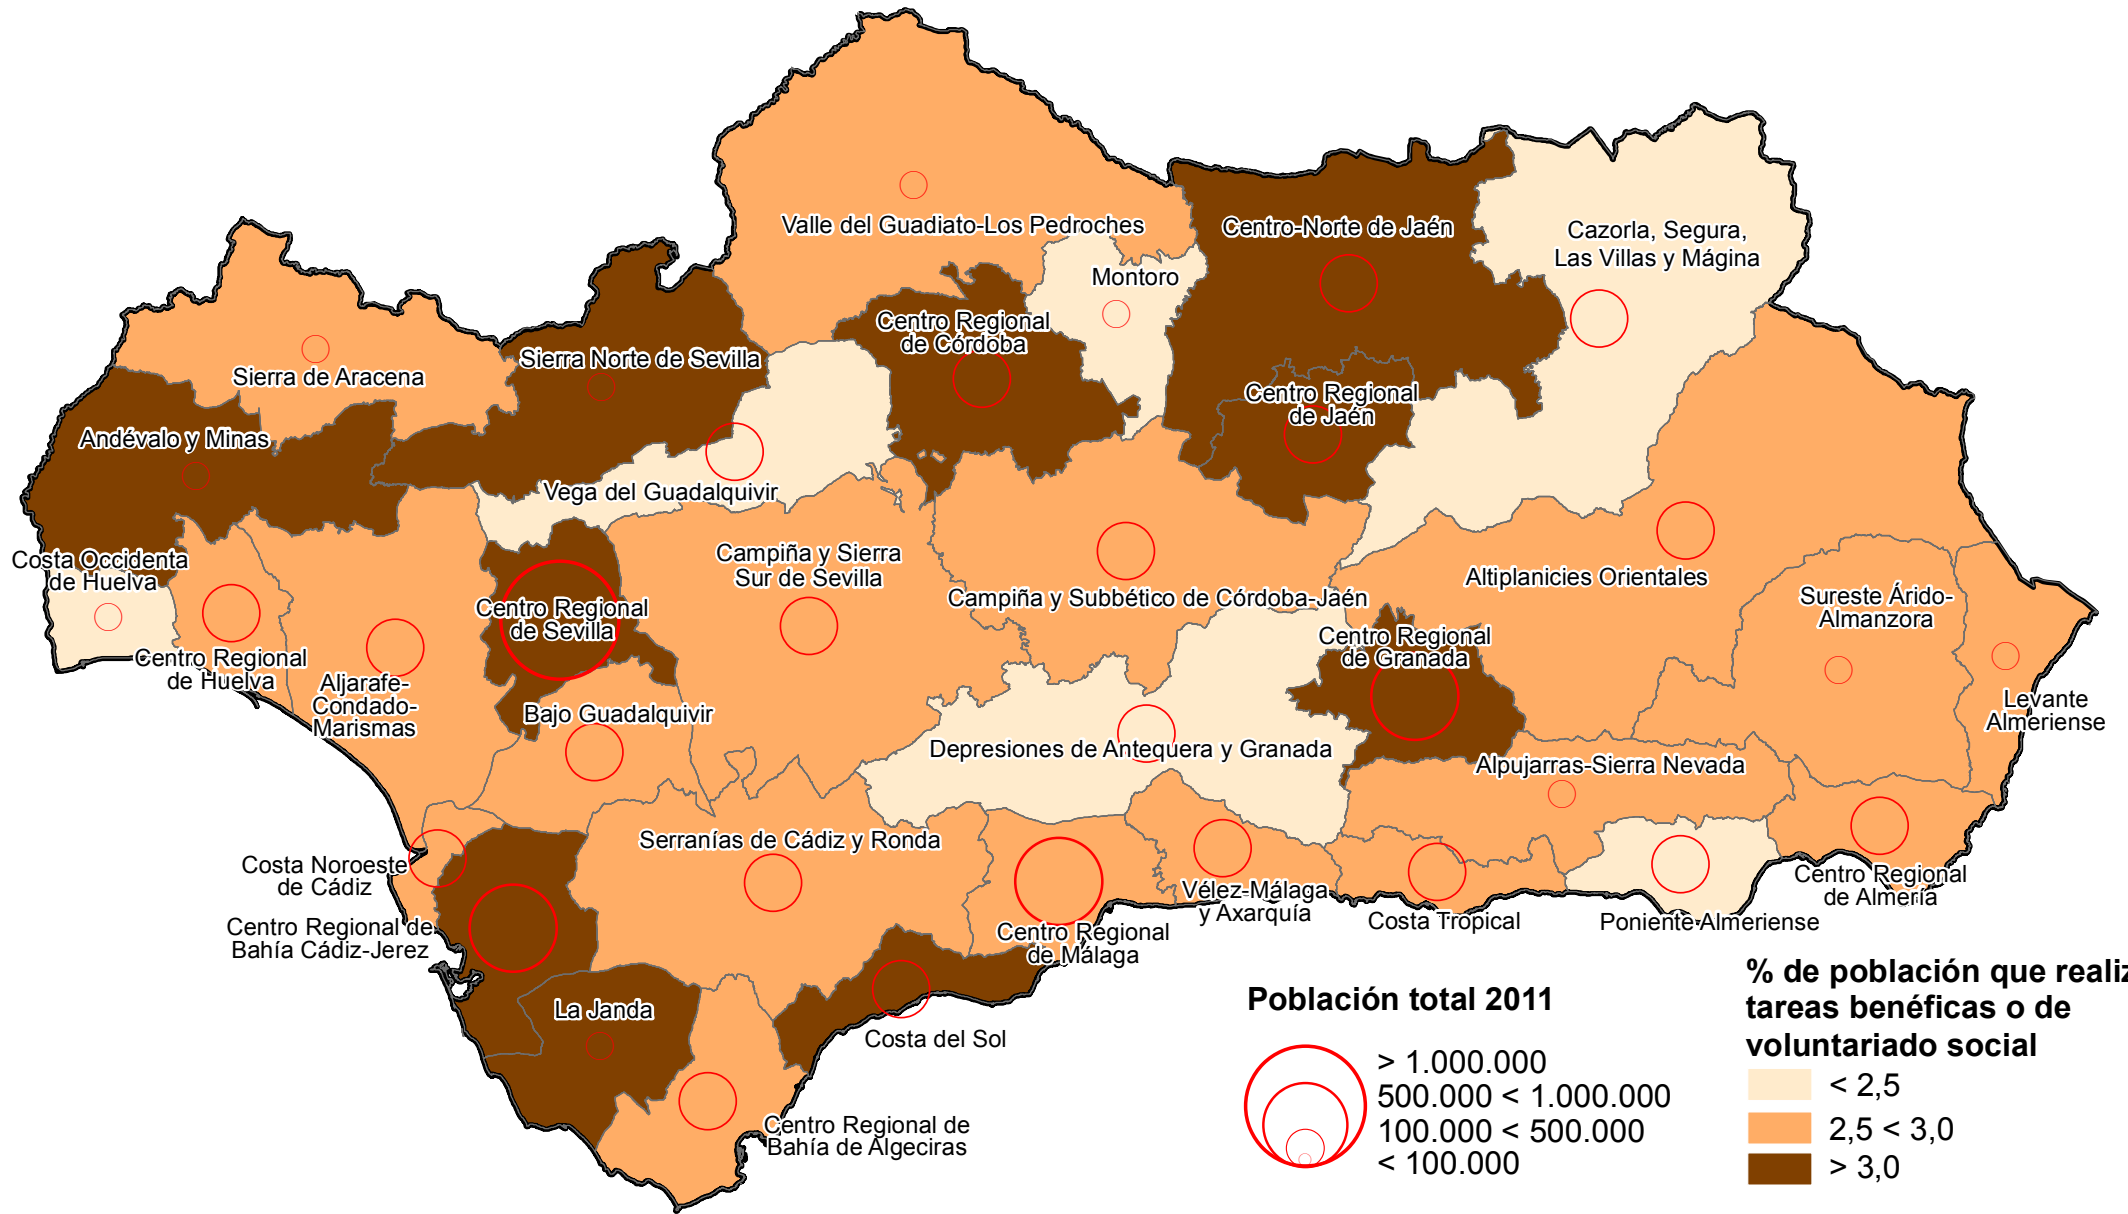 Valle del Guadiato-Los Pedroches
Centro-Norte de Jaén
Cazorla, Segura,
Las Villas y Mágina
Montoro
Centro Regional
de Córdoba
Sierra Norte de Sevilla
Sierra de Aracena
Centro Regional
de Jaén
Andévalo y Minas
Vega del Guadalquivir
Costa Occidenta
de Huelva
Campiña y Sierra
Sur de Sevilla
Altiplanicies Orientales
Campiña y Subbético de Córdoba-Jaén
Sureste Árido-
Almanzora
Centro Regional
de Sevilla
Centro Regional
de Granada
Centro Regional
de Huelva
Aljarafe-
Condado-
Marismas
Bajo Guadalquivir
Levante
Almeriense
Depresiones de Antequera y Granada
Alpujarras-Sierra Nevada
Serranías de Cádiz y Ronda
Costa Noroeste
de Cádiz
Vélez-Málaga
y Axarquía
Costa Tropical
Poniente Almeriense
Centro Regional
de Almería
Centro Regional de
Bahía Cádiz-Jerez
Centro Regional
de Málaga
La Janda
Costa del Sol
Centro Regional de
Bahía de Algeciras
Población total 2011
> 1.000.000
500.000 < 1.000.000
100.000 < 500.000
< 100.000
% de población que realiz
tareas benéficas o de
voluntariado social
< 2,5
2,5 < 3,0
> 3,0